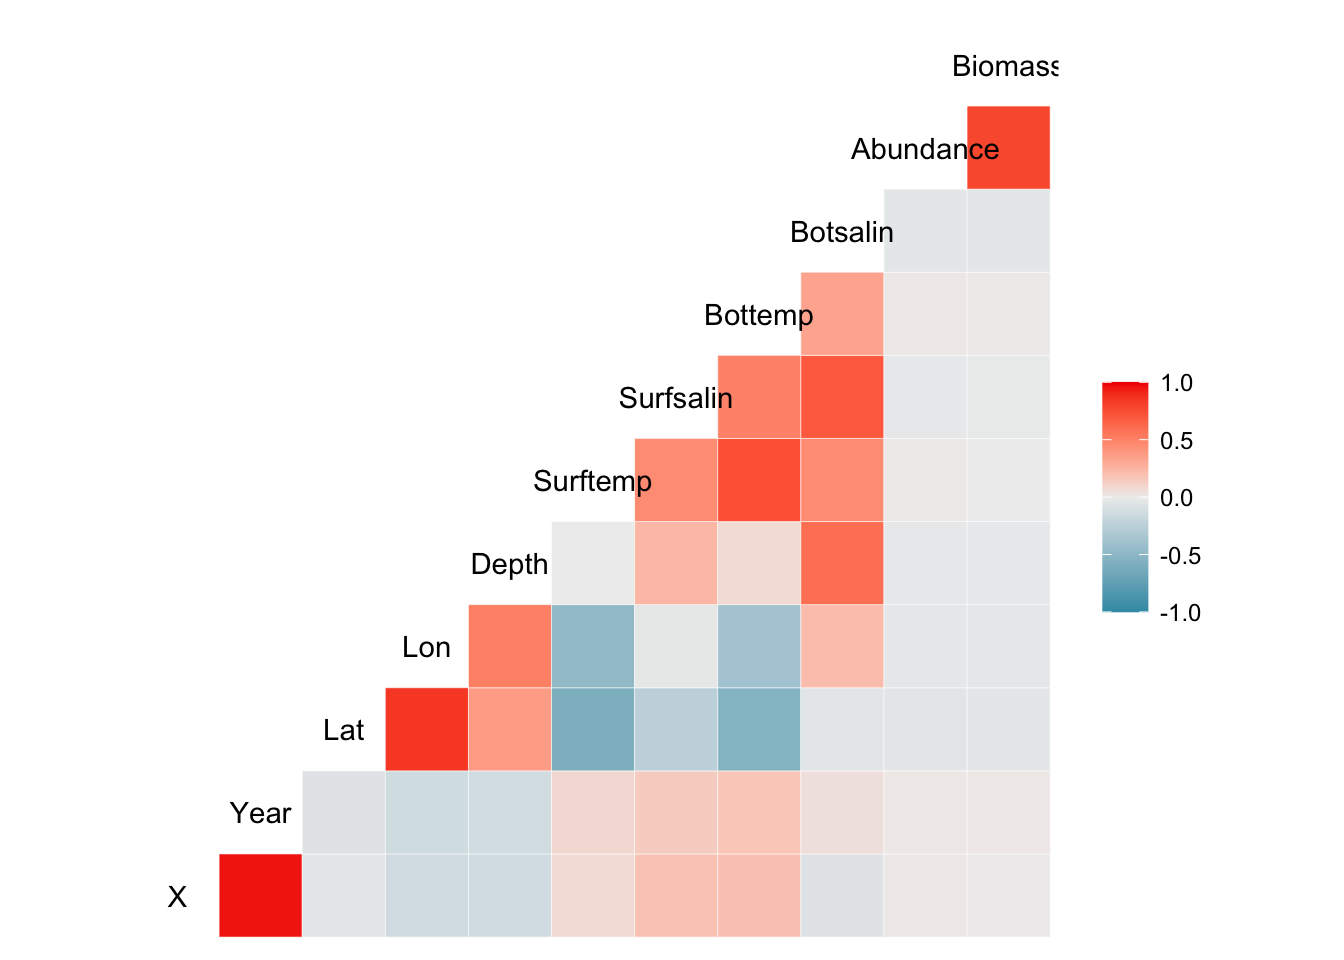 Biomass
Abundance
Botsalin
Bottemp
Surfsalin
Surftemp
Depth
Lon
Lat
Year
X
1.0
0.5
0.0
-0.5
-1.0